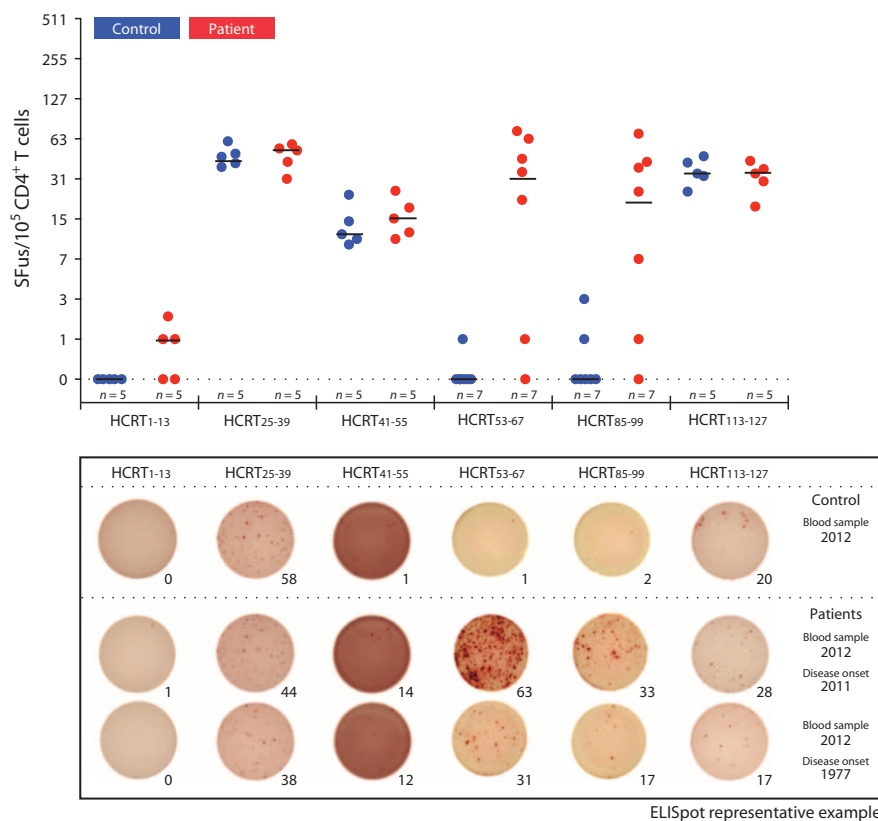 511
Control Patient
255
127
63
31
15
7
3
1
0
SFus/10⁵ CD4⁺ T cells
n = 5 n = 5 n = 5 n = 5 n = 5 n = 5 n = 7 n = 7 n = 7 n = 7 n = 5 n = 5
HCRT₁₋₁₃ HCRT₂₅₋₃₉ HCRT₄₁₋₅₅ HCRT₅₃₋₆₇ HCRT₈₅₋₉₉ HCRT₁₁₃₋₁₂₇
HCRT₁₋₁₃ HCRT₂₅₋₃₉ HCRT₄₁₋₅₅ HCRT₅₃₋₆₇ HCRT₈₅₋₉₉ HCRT₁₁₃₋₁₂₇
Control
Blood sample
2012
0 58 1 1 2 20
Patients
Blood sample
2012
Disease onset
2011
1 44 14 63 33 28
Blood sample
2012
Disease onset
1977
0 38 12 31 17 17
ELISpot representative example